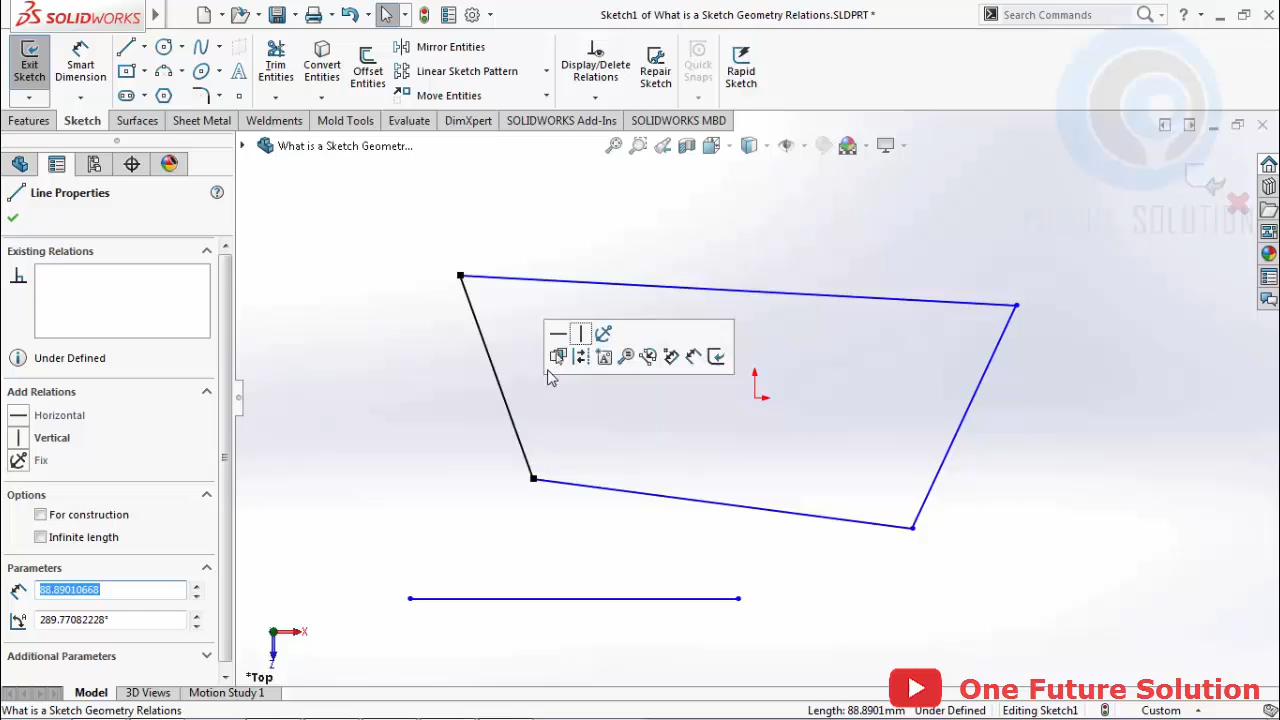 SOLIDWORKS
Sketch1 of What is a Sketch Geometry Relations.SLDPRT *
Search Commands
?
Exit Sketch
Smart Dimension
Trim Entities
Convert Entities
Offset Entities
Mirror Entities
Linear Sketch Pattern
Move Entities
Display/Delete Relations
Repair Sketch
Quick Snaps
Rapid Sketch
Features
Sketch
Surfaces
Sheet Metal
Weldments
Mold Tools
Evaluate
DimXpert
SOLIDWORKS Add-Ins
SOLIDWORKS MBD
What is a Sketch Geometr...
Line Properties
?
Existing Relations
Under Defined
Add Relations
Horizontal
Vertical
Fix
Options
For construction
Infinite length
Parameters
88.89010668
289.77082228°
Additional Parameters
X
Z
*Top
Model
3D Views
Motion Study 1
One Future Solution
What is a Sketch Geometry Relations
Length: 88.8901mm
Under Defined
Editing Sketch1
Custom